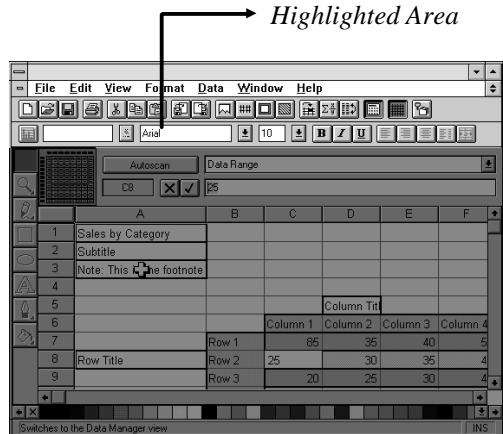 Highlighted Area
File Edit View Format Data Window Help
Arial 10 B I U
Autoscan Data Range
C8 25
A B C D E F
1 Sales by Category
2 Subtitle
3 Note: This is the footnote
4
5 Column Titl
6 Column 1 Column 2 Column 3 Column 4
7 Row 1 85 35 40 5
8 Row Title Row 2 25 30 35 4
9 Row 3 20 25 30 4
Switches to the Data Manager view INS